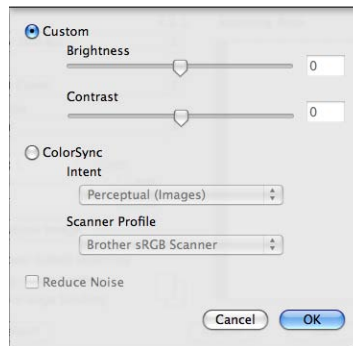 Custom
Brightness
0
Contrast
0
ColorSync
Intent
Perceptual (Images)
Scanner Profile
Brother sRGB Scanner
Reduce Noise
Cancel OK